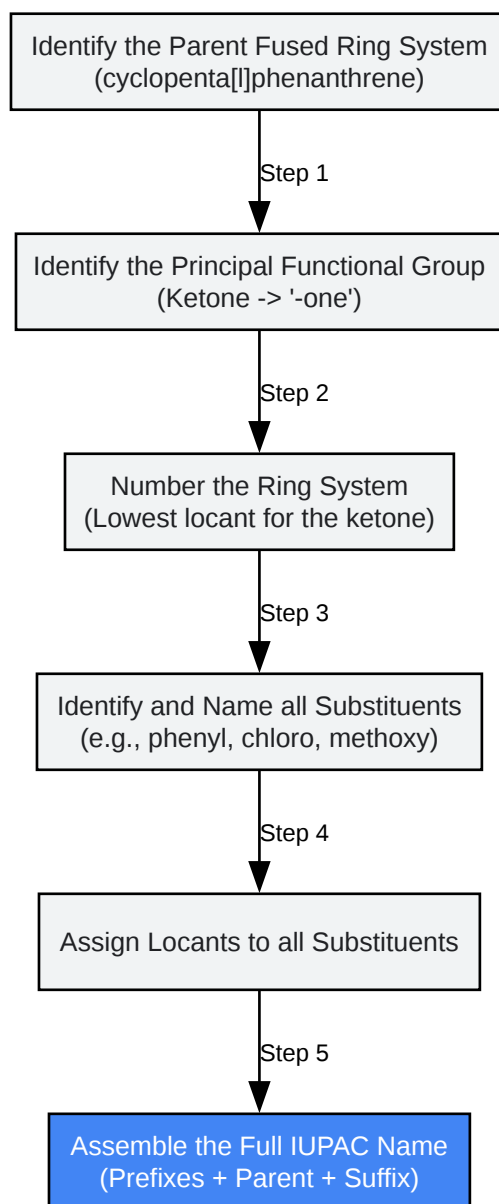 Identify the Parent Fused Ring System
(cyclopenta[l]phenanthrene)
Step 1
Identify the Principal Functional Group
(Ketone -> '-one')
Step 2
Number the Ring System
(Lowest locant for the ketone)
Step 3
Identify and Name all Substituents
(e.g., phenyl, chloro, methoxy)
Step 4
Assign Locants to all Substituents
Step 5
Assemble the Full IUPAC Name
(Prefixes + Parent + Suffix)